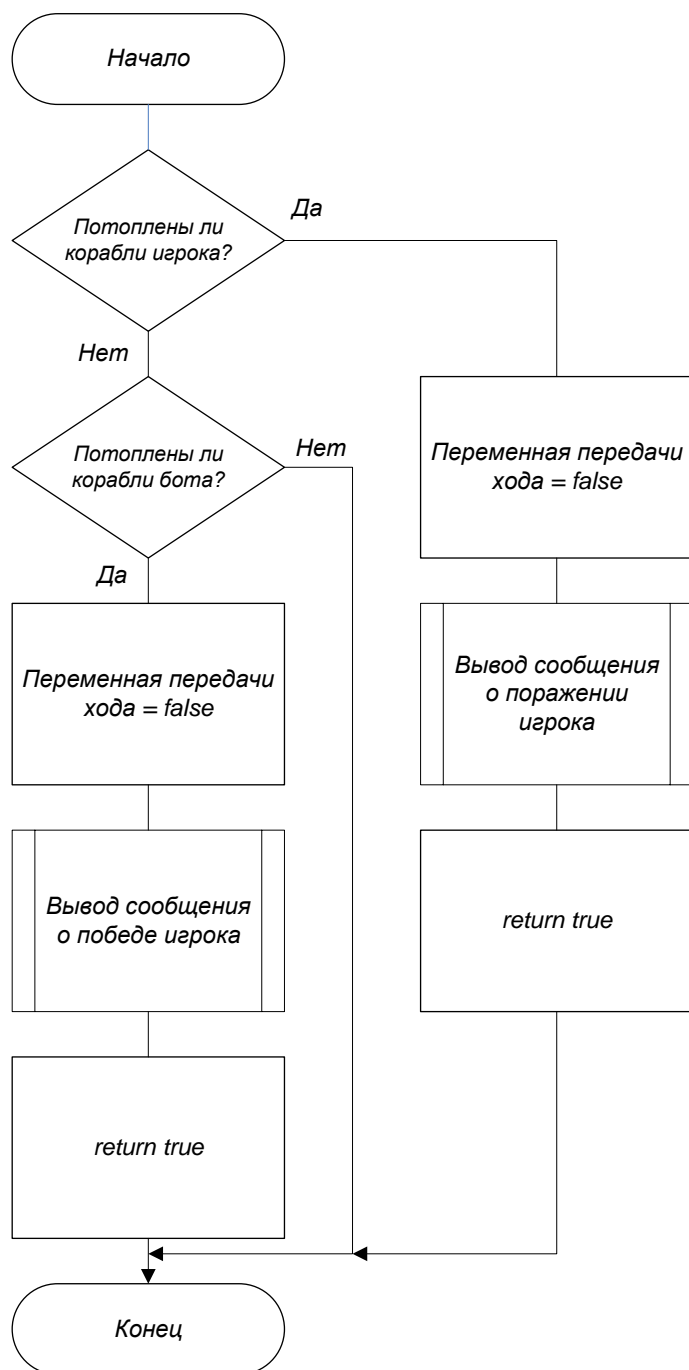 Начало
Потоплены ли
корабли игрока?
Да
Нет
Потоплены ли
корабли бота?
Нет
Переменная передачи
хода = false
Да
Переменная передачи
хода = false
Вывод сообщения
о поражении
игрока
Вывод сообщения
о победе игрока
return true
return true
Конец